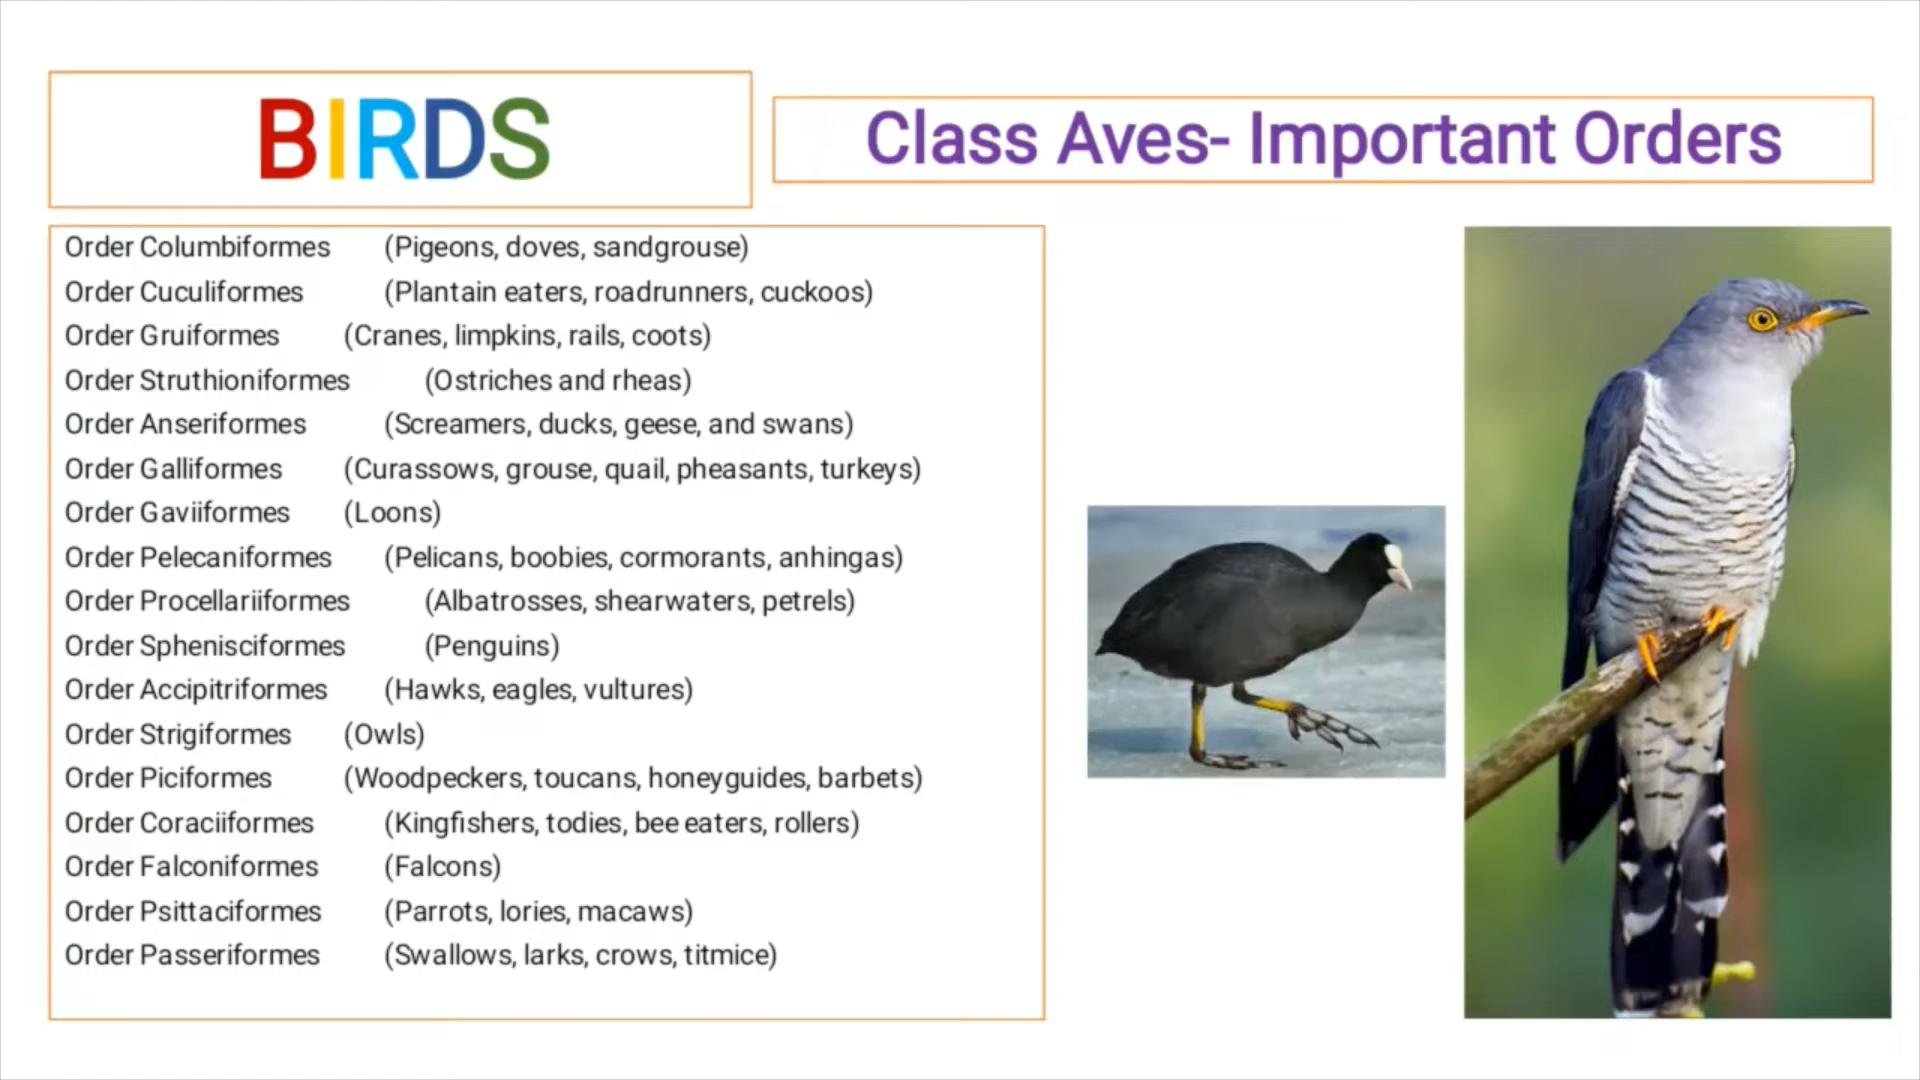 BIRDS
Class Aves- Important Orders
Order Columbiformes (Pigeons, doves, sandgrouse)
Order Cuculiformes (Plantain eaters, roadrunners, cuckoos)
Order Gruiformes (Cranes, limpkins, rails, coots)
Order Struthioniformes (Ostriches and rheas)
Order Anseriformes (Screamers, ducks, geese, and swans)
Order Galliformes (Curassows, grouse, quail, pheasants, turkeys)
Order Gaviiformes (Loons)
Order Pelecaniformes (Pelicans, boobies, cormorants, anhingas)
Order Procellariiformes (Albatrosses, shearwaters, petrels)
Order Sphenisciformes (Penguins)
Order Accipitriformes (Hawks, eagles, vultures)
Order Strigiformes (Owls)
Order Piciformes (Woodpeckers, toucans, honeyguides, barbets)
Order Coraciiformes (Kingfishers, todies, bee eaters, rollers)
Order Falconiformes (Falcons)
Order Psittaciformes (Parrots, lories, macaws)
Order Passeriformes (Swallows, larks, crows, titmice)